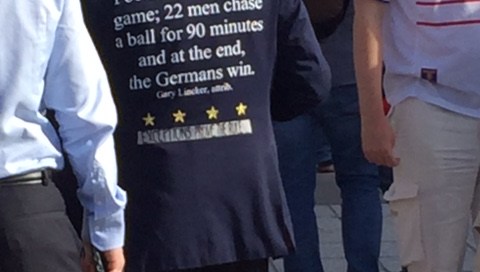 game; 22 men chase
a ball for 90 minutes
and at the end,
the Germans win.
Gary Lineker, attrib.